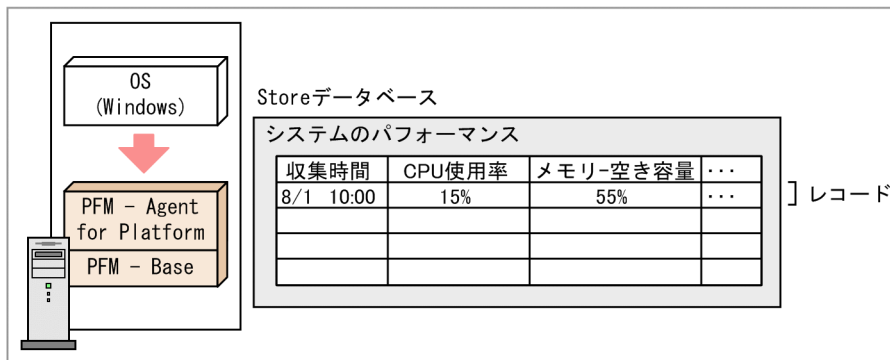 OS
(Windows)
PFM - Agent
for Platform
PFM - Base
Storeデータベース
システムのパフォーマンス
収集時間 CPU使用率 メモリー空き容量 ･･･
8/1 10:00 15% 55% ･･･
レコード